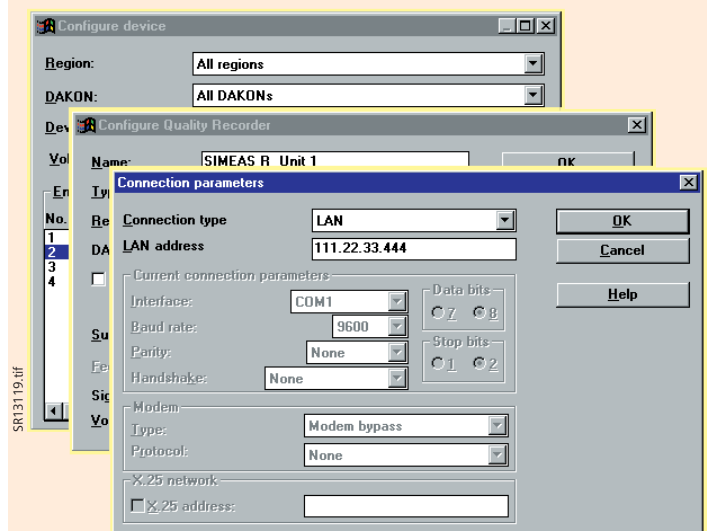 Configure device
Region: All regions
DAKON: All DAKONs
Dev
Vol
En
No.
1
2
3
4
Configure Quality Recorder
Name: SIMEAS R Unit 1 OK
Ty
Re
DA
Su
Fe
Sig
Vo
Connection parameters
Connection type LAN OK
LAN address 111.22.33.444 Cancel
Help
Current connection parameters
Interface: COM1
Baud rate: 9600
Parity: None
Handshake: None
Data bits
7 8
Stop bits
1 2
Modem
Type: Modem bypass
Protocol: None
X.25 network
X.25 address:
SR13119.tif